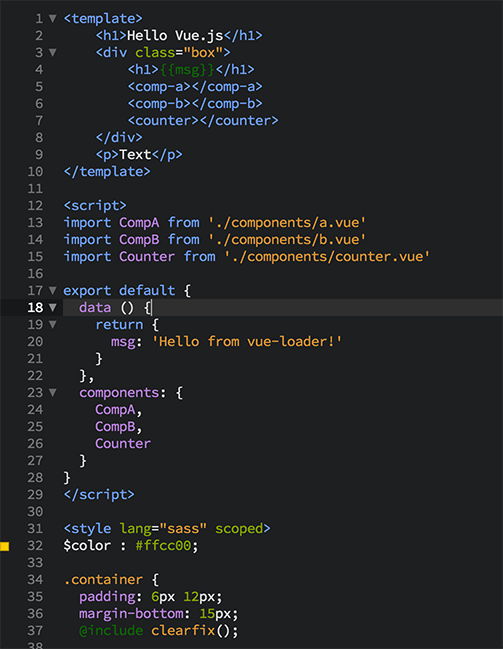 1 <template>
2     <h1>Hello Vue.js</h1>
3     <div class="box">
4         <h1>{{msg}}</h1>
5         <comp-a></comp-a>
6         <comp-b></comp-b>
7         <counter></counter>
8     </div>
9     <p>Text</p>
10 </template>
11
12 <script>
13 import CompA from './components/a.vue'
14 import CompB from './components/b.vue'
15 import Counter from './components/counter.vue'
16
17 export default {
18   data () {
19     return {
20       msg: 'Hello from vue-loader!'
21     }
22   },
23   components: {
24     CompA,
25     CompB,
26     Counter
27   }
28 }
29 </script>
30
31 <style lang="sass" scoped>
32 $color : #ffcc00;
33
34 .container {
35   padding: 6px 12px;
36   margin-bottom: 15px;
37   @include clearfix();
38